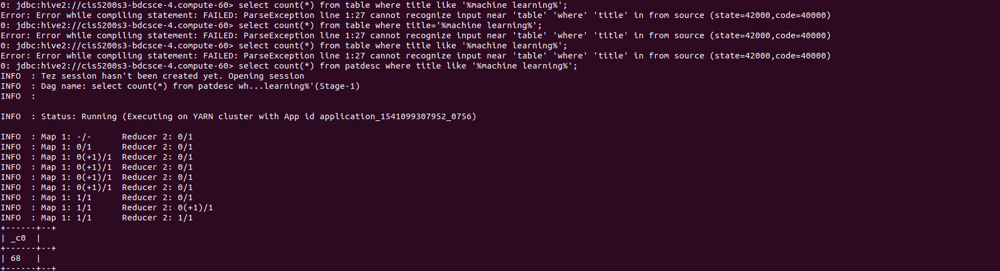 0: jdbc:hive2://cis5200s3-bdcsce-4.compute-60> select count(*) from table where title like '%machine learning%';
Error: Error while compiling statement: FAILED: ParseException line 1:27 cannot recognize input near 'table' 'where' 'title' in from source (state=42000,code=40000)
0: jdbc:hive2://cis5200s3-bdcsce-4.compute-60> select count(*) from table where title='%machine learning%';
Error: Error while compiling statement: FAILED: ParseException line 1:27 cannot recognize input near 'table' 'where' 'title' in from source (state=42000,code=40000)
0: jdbc:hive2://cis5200s3-bdcsce-4.compute-60> select count(*) from table where title like '%machine learning%';
Error: Error while compiling statement: FAILED: ParseException line 1:27 cannot recognize input near 'table' 'where' 'title' in from source (state=42000,code=40000)
0: jdbc:hive2://cis5200s3-bdcsce-4.compute-60> select count(*) from patdesc where title like '%machine learning%';
INFO  : Tez session hasn't been created yet. Opening session
INFO  : Dag name: select count(*) from patdesc wh...learning%'(Stage-1)
INFO  :

INFO  : Status: Running (Executing on YARN cluster with App id application_1541099307952_0756)

INFO  : Map 1: -/-      Reducer 2: 0/1
INFO  : Map 1: 0/1      Reducer 2: 0/1
INFO  : Map 1: 0(+1)/1  Reducer 2: 0/1
INFO  : Map 1: 0(+1)/1  Reducer 2: 0/1
INFO  : Map 1: 0(+1)/1  Reducer 2: 0/1
INFO  : Map 1: 0(+1)/1  Reducer 2: 0/1
INFO  : Map 1: 1/1      Reducer 2: 0/1
INFO  : Map 1: 1/1      Reducer 2: 0(+1)/1
INFO  : Map 1: 1/1      Reducer 2: 1/1
+------+--+
| _c0  |
+------+--+
| 68   |
+------+--+